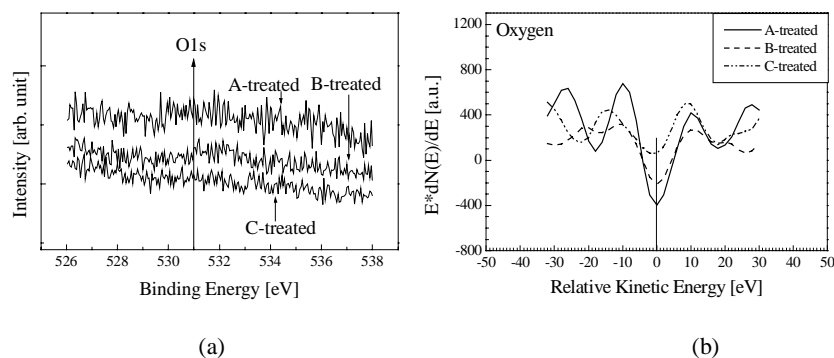 O1s
A-treated
B-treated
C-treated
Intensity [arb. unit]
526 528 530 532 534 536 538
Binding Energy [eV]
(a)
Oxygen
A-treated
B-treated
C-treated
1200
800
400
0
-400
-800
E*dN(E)/dE [a.u.]
-50 -40 -30 -20 -10 0 10 20 30 40 50
Relative Kinetic Energy [eV]
(b)